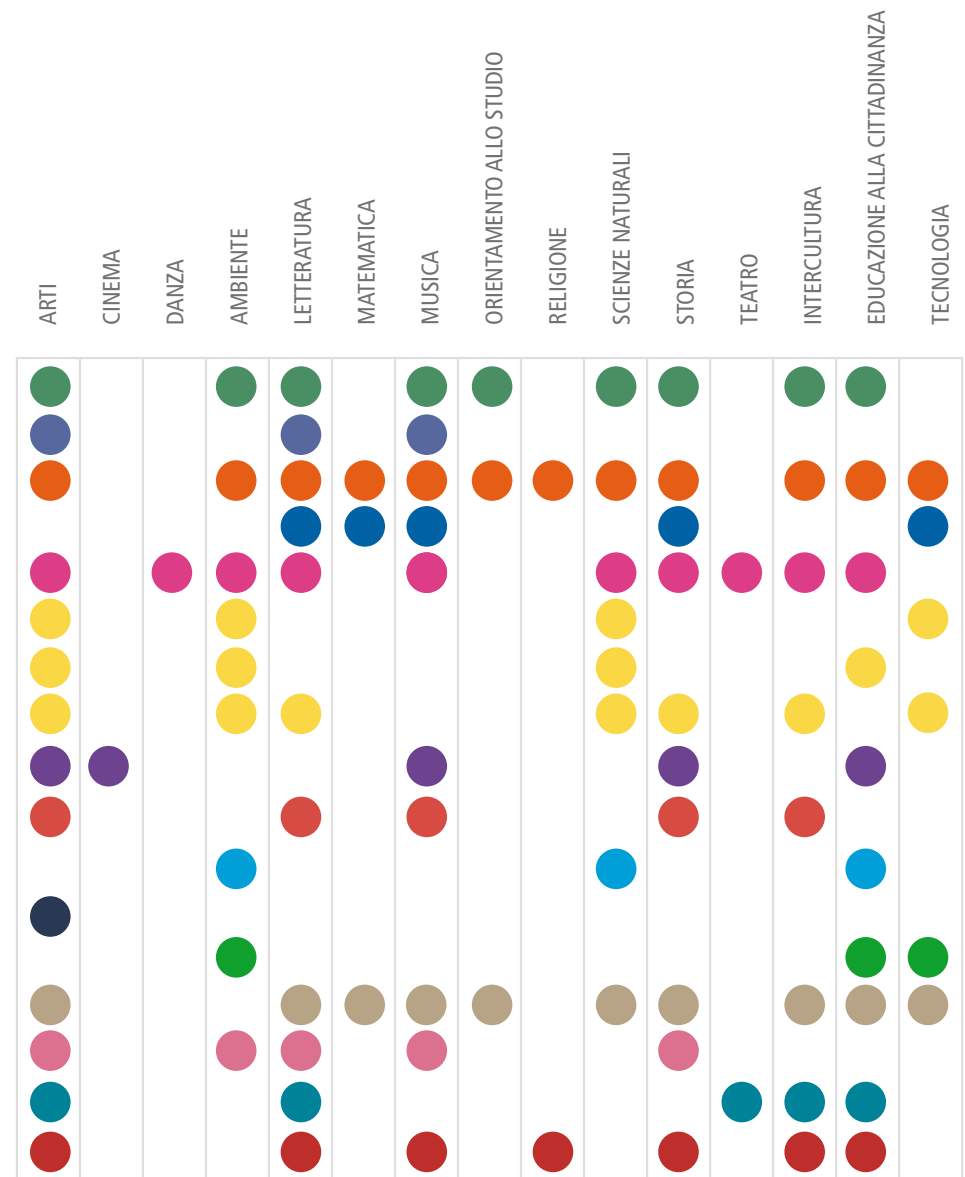 ARTI
CINEMA
DANZA
AMBIENTE
LETTERATURA
MATEMATICA
MUSICA
ORIENTAMENTO ALLO STUDIO
RELIGIONE
SCIENZE NATURALI
STORIA
TEATRO
INTERCULTURA
EDUCAZIONE ALLA CITTADINANZA
TECNOLOGIA